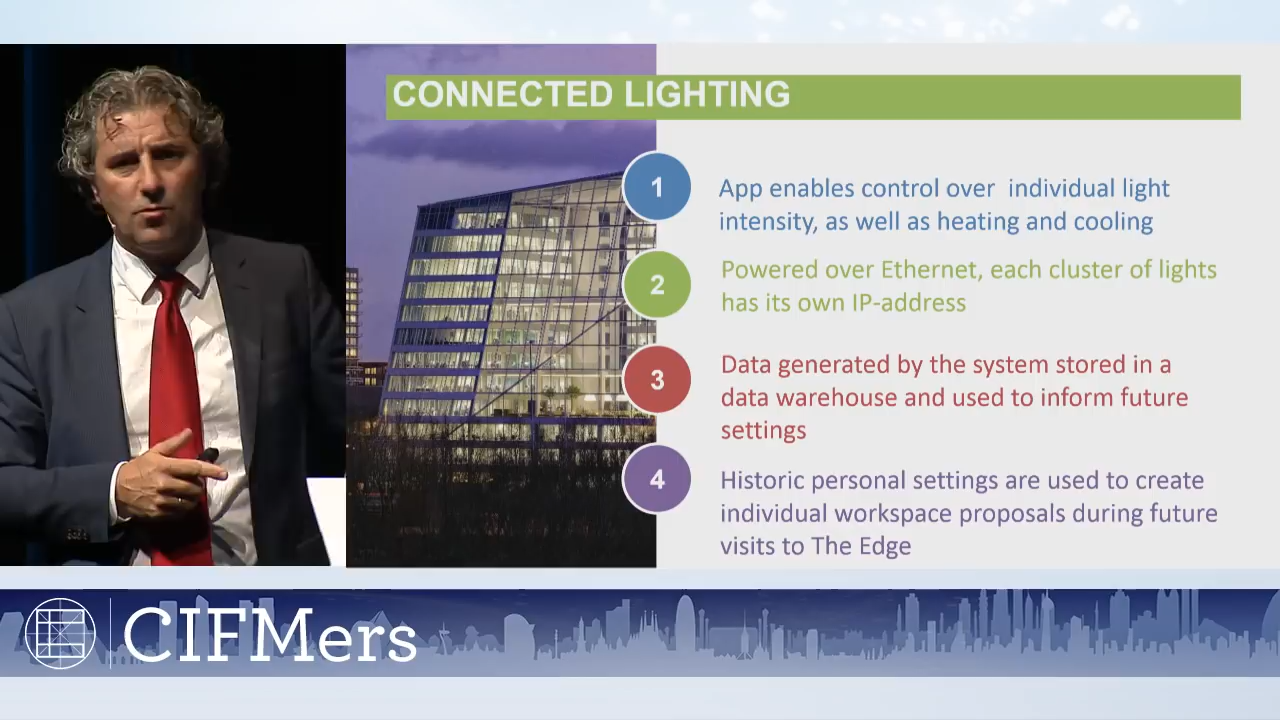 CONNECTED LIGHTING
1
App enables control over individual light
intensity, as well as heating and cooling
2
Powered over Ethernet, each cluster of lights
has its own IP-address
3
Data generated by the system stored in a
data warehouse and used to inform future
settings
4
Historic personal settings are used to create
individual workspace proposals during future
visits to The Edge
CIFMers